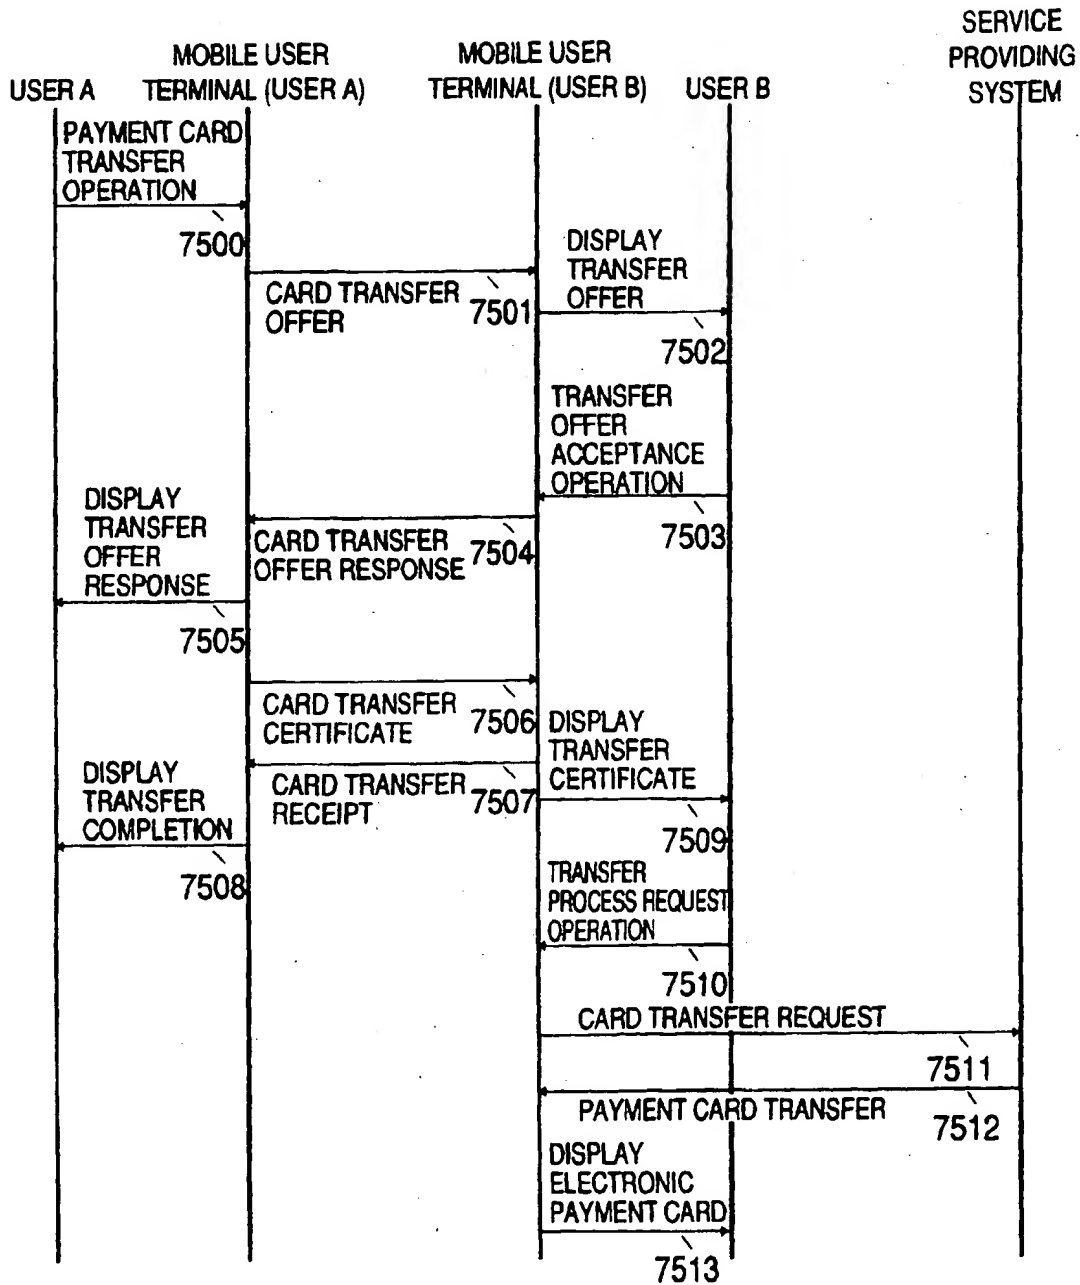 SERVICE
PROVIDING
SYSTEM
MOBILE USER
TERMINAL (USER A)
MOBILE USER
TERMINAL (USER B)
USER A
USER B
PAYMENT CARD
TRANSFER
OPERATION
7500
CARD TRANSFER
OFFER
7501
DISPLAY
TRANSFER
OFFER
7502
TRANSFER
OFFER
ACCEPTANCE
OPERATION
7503
CARD TRANSFER
OFFER RESPONSE
7504
DISPLAY
TRANSFER
OFFER
RESPONSE
7505
CARD TRANSFER
CERTIFICATE
7506
CARD TRANSFER
RECEIPT
7507
DISPLAY
TRANSFER
COMPLETION
7508
DISPLAY
TRANSFER
CERTIFICATE
7509
TRANSFER
PROCESS REQUEST
OPERATION
7510
CARD TRANSFER REQUEST
7511
PAYMENT CARD TRANSFER
7512
DISPLAY
ELECTRONIC
PAYMENT CARD
7513